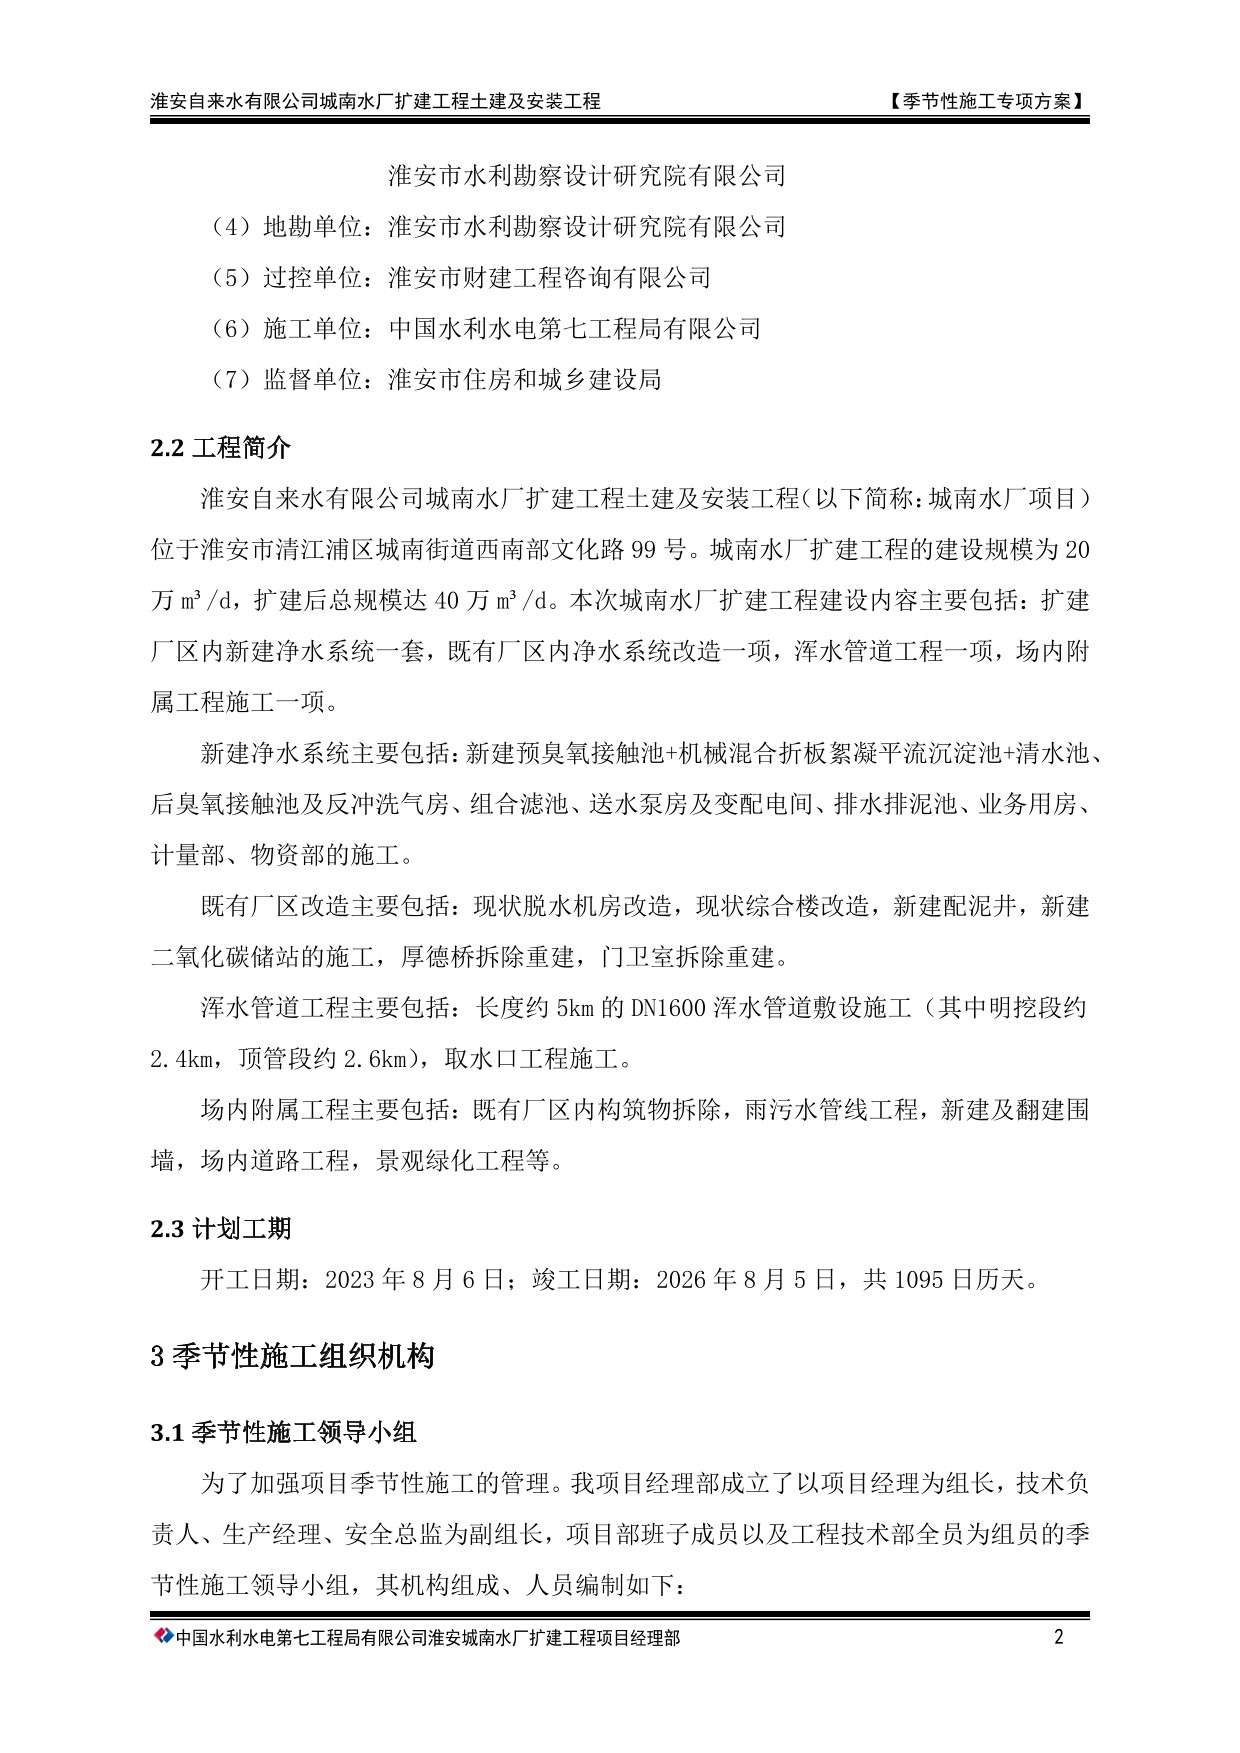 淮安自来水有限公司城南水厂扩建工程土建及安装工程 【季节性施工专项方案】
淮安市水利勘察设计研究院有限公司
（4）地勘单位：淮安市水利勘察设计研究院有限公司
（5）过控单位：淮安市财建工程咨询有限公司
（6）施工单位：中国水利水电第七工程局有限公司
（7）监督单位：淮安市住房和城乡建设局
2.2 工程简介
淮安自来水有限公司城南水厂扩建工程土建及安装工程（以下简称：城南水厂项目）
位于淮安市清江浦区城南街道西南部文化路 99 号。城南水厂扩建工程的建设规模为 20
万 m³/d，扩建后总规模达 40 万 m³/d。本次城南水厂扩建工程建设内容主要包括：扩建
厂区内新建净水系统一套，既有厂区内净水系统改造一项，浑水管道工程一项，场内附
属工程施工一项。
新建净水系统主要包括：新建预臭氧接触池+机械混合折板絮凝平流沉淀池+清水池、
后臭氧接触池及反冲洗气房、组合滤池、送水泵房及变配电间、排水排泥池、业务用房、
计量部、物资部的施工。
既有厂区改造主要包括：现状脱水机房改造，现状综合楼改造，新建配泥井，新建
二氧化碳储站的施工，厚德桥拆除重建，门卫室拆除重建。
浑水管道工程主要包括：长度约 5km 的 DN1600 浑水管道敷设施工（其中明挖段约
2.4km，顶管段约 2.6km），取水口工程施工。
场内附属工程主要包括：既有厂区内构筑物拆除，雨污水管线工程，新建及翻建围
墙，场内道路工程，景观绿化工程等。
2.3 计划工期
开工日期：2023 年 8 月 6 日；竣工日期：2026 年 8 月 5 日，共 1095 日历天。
3 季节性施工组织机构
3.1 季节性施工领导小组
为了加强项目季节性施工的管理。我项目经理部成立了以项目经理为组长，技术负
责人、生产经理、安全总监为副组长，项目部班子成员以及工程技术部全员为组员的季
节性施工领导小组，其机构组成、人员编制如下：
中国水利水电第七工程局有限公司淮安城南水厂扩建工程项目经理部 2